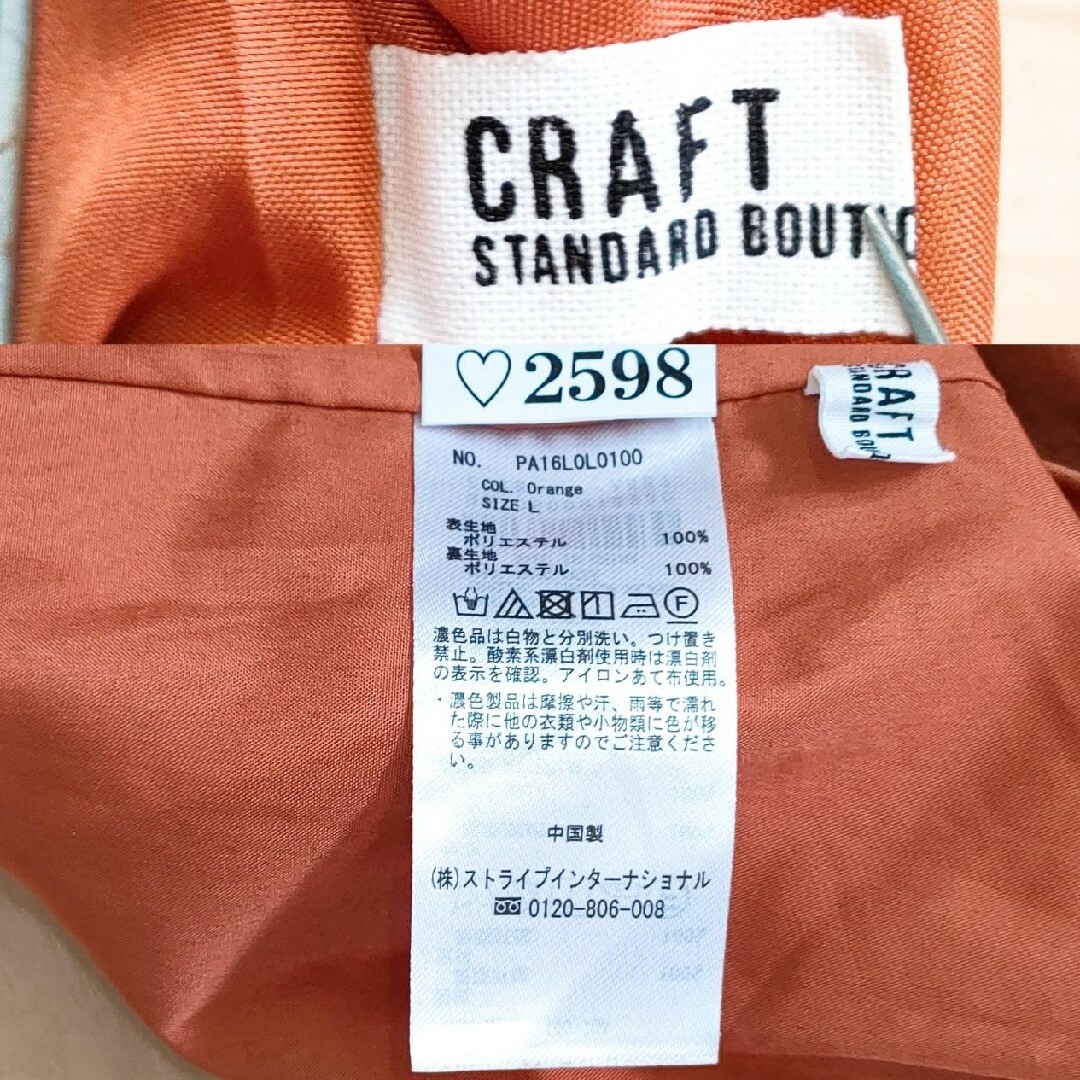 CRAFT
STANDARD BOUTIQ
♡2598
CRAFT
STANDARD BOU
NO. PA16L0L0100
COL. Orange
SIZE L
表生地
ポリエステル 100%
裏生地
ポリエステル 100%
F
濃色品は白物と分別洗い。つけ置き
禁止。酸素系漂白剤使用時は漂白剤
の表示を確認。アイロンあて布使用。
・濃色製品は摩擦や汗、雨等で濡れ
た際に他の衣類や小物類に色が移
る事がありますのでご注意くださ
い。
中国製
(株)ストライプインターナショナル
0120-806-008